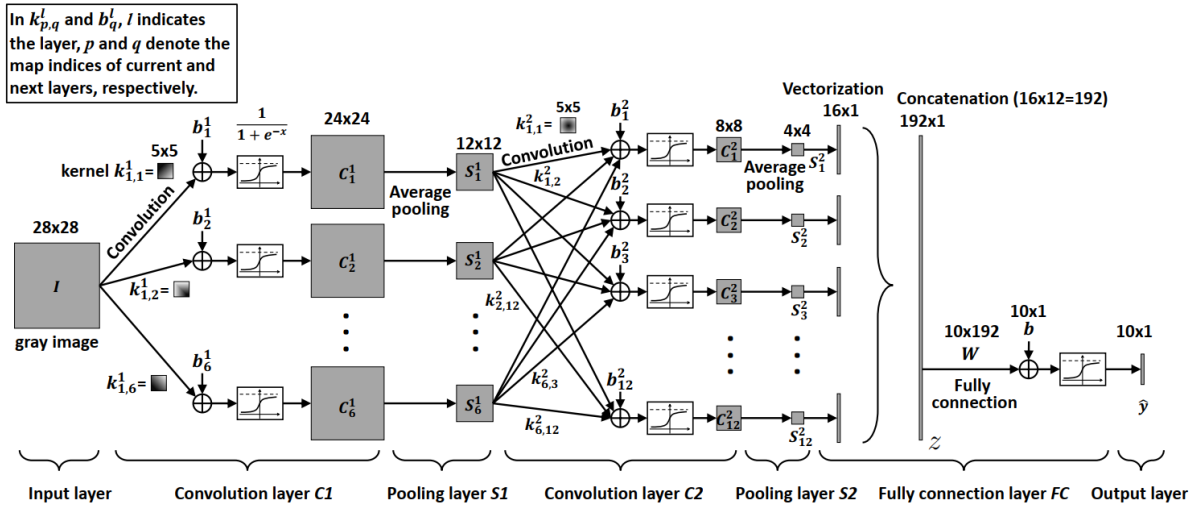 In k^l_{p,q} and b^l_q, l indicates
the layer, p and q denote the
map indices of current and
next layers, respectively.
b^1_1
1/(1 + e^{-x})
24x24
5x5
kernel k^1_{1,1}=
C^1_1
Convolution
28x28
I
gray image
b^1_2
k^1_{1,2}=
C^1_2
b^1_6
k^1_{1,6}=
C^1_6
Average
pooling
12x12
S^1_1
S^1_2
S^1_6
5x5
k^2_{1,1}=
Convolution
k^2_{1,2}
k^2_{2,12}
k^2_{6,3}
k^2_{6,12}
b^2_1
b^2_2
b^2_3
b^2_{12}
8x8
C^2_1
C^2_2
C^2_3
C^2_{12}
4x4
S^2_1
Average
pooling
S^2_2
S^2_3
S^2_{12}
Vectorization
16x1
Concatenation (16x12=192)
192x1
10x192
W
Fully
connection
10x1
b
10x1
ŷ
z
Input layer
Convolution layer C1
Pooling layer S1
Convolution layer C2
Pooling layer S2
Fully connection layer FC
Output layer